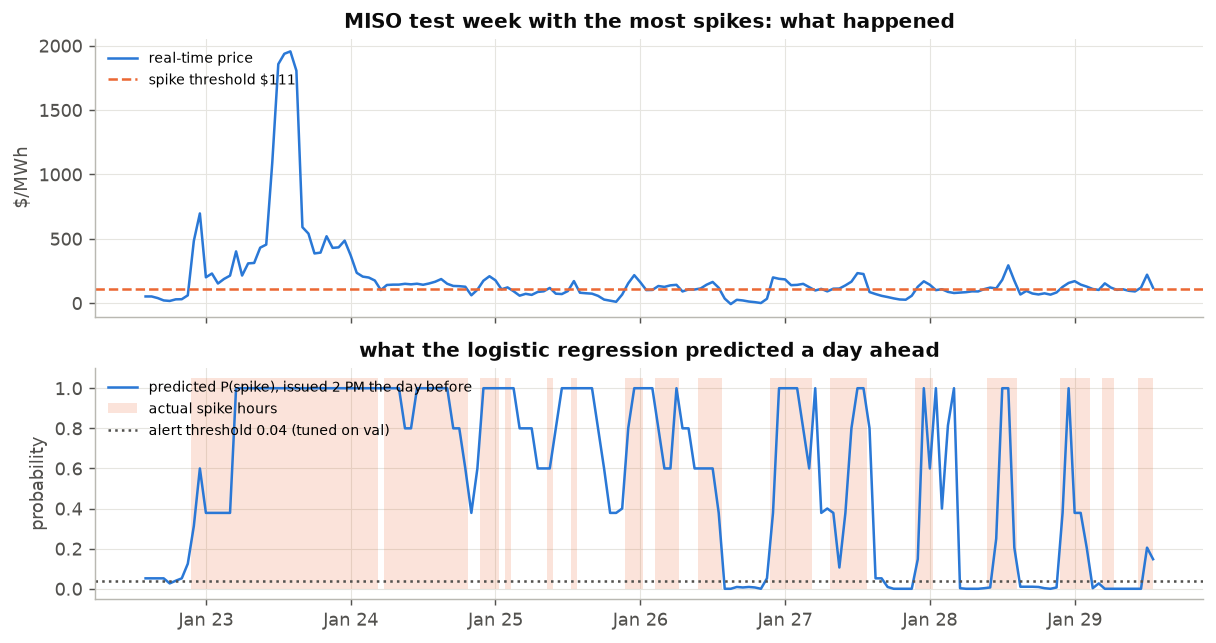 MISO test week with the most spikes: what happened
2000
1500
1000
500
0
$/MWh
real-time price
spike threshold $111
what the logistic regression predicted a day ahead
1.0
0.8
0.6
0.4
0.2
0.0
probability
predicted P(spike), issued 2 PM the day before
actual spike hours
alert threshold 0.04 (tuned on val)
Jan 23
Jan 24
Jan 25
Jan 26
Jan 27
Jan 28
Jan 29